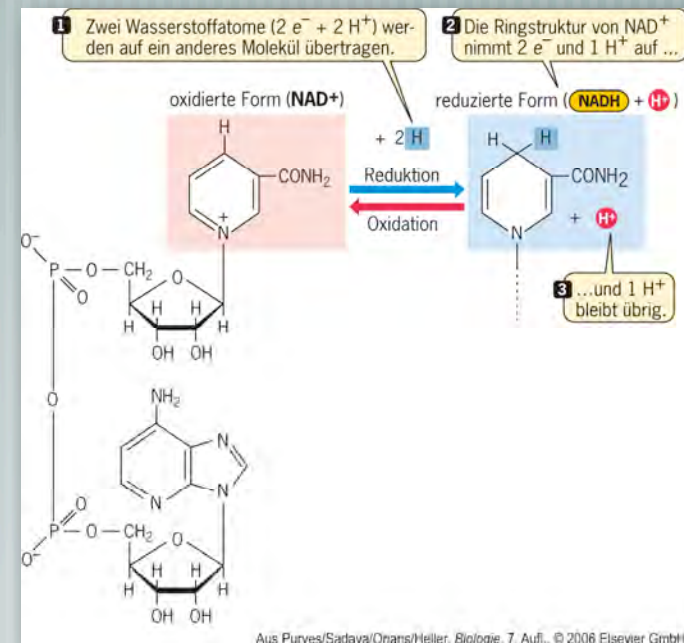 1 Zwei Wasserstoffatome (2 e⁻ + 2 H⁺) wer-
den auf ein anderes Molekül übertragen.
2 Die Ringstruktur von NAD⁺
nimmt 2 e⁻ und 1 H⁺ auf ...
oxidierte Form (NAD+)
reduzierte Form (NADH + H⁺)
H
+ 2 H
H H
CONH₂
Reduktion
CONH₂
+
N
Oxidation
N
+ H⁺
3 ...und 1 H⁺
bleibt übrig.
O⁻
P O CH₂ O
O
H H H H
OH OH
O
NH₂
N
N N
O
P O CH₂ O
O⁻
H H H H
OH OH
Aus Purves/Sadava/Orians/Heller, Biologie, 7. Aufl., © 2006 Elsevier GmbH